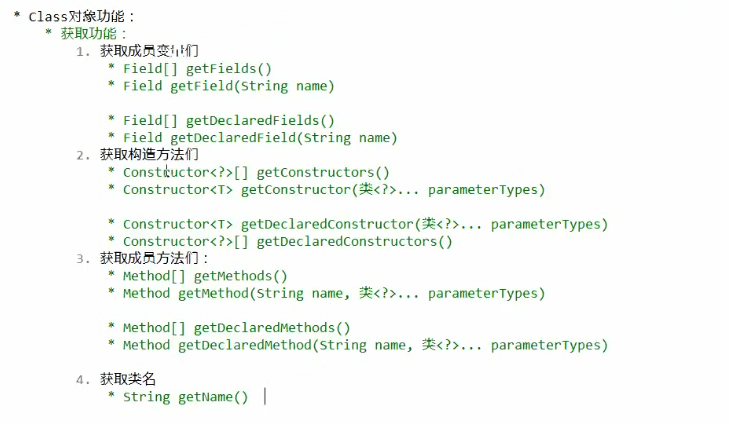 * Class对象功能：
* 获取功能：
1. 获取成员变量们
* Field[] getFields()
* Field getField(String name)
* Field[] getDeclaredFields()
* Field getDeclaredField(String name)
2. 获取构造方法们
* Constructor<?>[] getConstructors()
* Constructor<T> getConstructor(类<?>... parameterTypes)
* Constructor<T> getDeclaredConstructor(类<?>... parameterTypes)
* Constructor<?>[] getDeclaredConstructors()
3. 获取成员方法们：
* Method[] getMethods()
* Method getMethod(String name, 类<?>... parameterTypes)
* Method[] getDeclaredMethods()
* Method getDeclaredMethod(String name, 类<?>... parameterTypes)
4. 获取类名
* String getName()